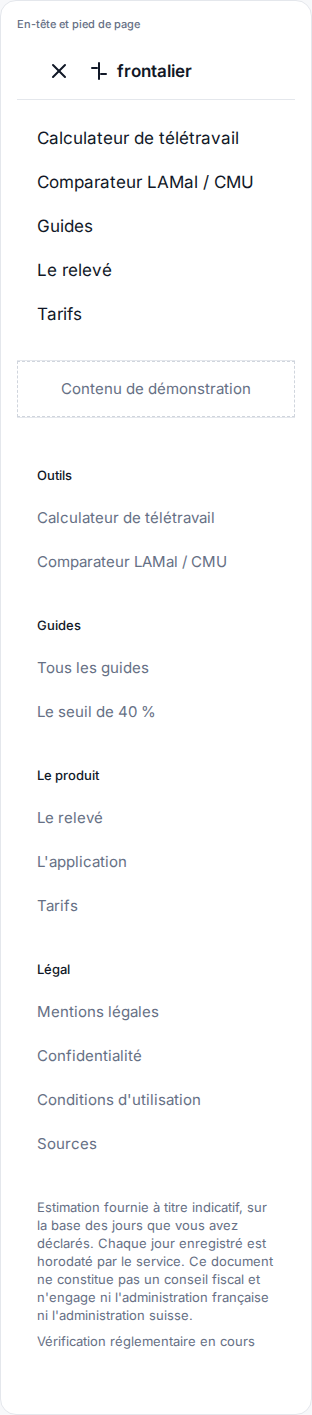 En-tête et pied de page
frontalier
Calculateur de télétravail
Comparateur LAMal / CMU
Guides
Le relevé
Tarifs
Contenu de démonstration
Outils
Calculateur de télétravail
Comparateur LAMal / CMU
Guides
Tous les guides
Le seuil de 40 %
Le produit
Le relevé
L'application
Tarifs
Légal
Mentions légales
Confidentialité
Conditions d'utilisation
Sources
Estimation fournie à titre indicatif, sur
la base des jours que vous avez
déclarés. Chaque jour enregistré est
horodaté par le service. Ce document
ne constitue pas un conseil fiscal et
n'engage ni l'administration française
ni l'administration suisse.
Vérification réglementaire en cours